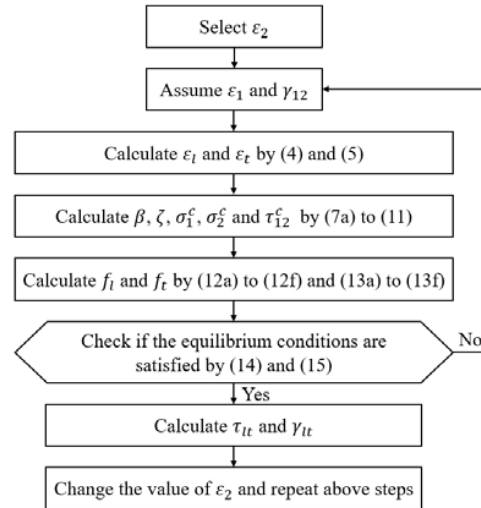 Select ε₂
Assume ε₁ and γ₁₂
Calculate εₗ and εₜ by (4) and (5)
Calculate β, ζ, σ₁ᶜ, σ₂ᶜ and τ₁₂ᶜ by (7a) to (11)
Calculate fₗ and fₜ by (12a) to (12f) and (13a) to (13f)
Check if the equilibrium conditions are
satisfied by (14) and (15)
No
Yes
Calculate τₗₜ and γₗₜ
Change the value of ε₂ and repeat above steps